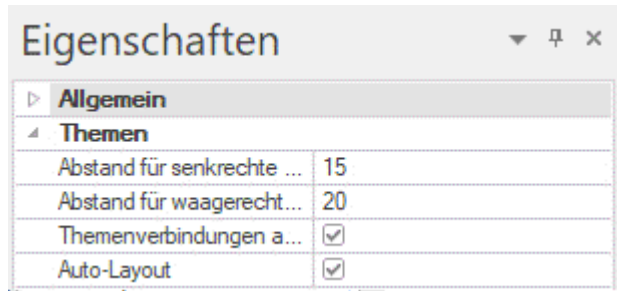 Eigenschaften
Allgemein
Themen
Abstand für senkrechte ... 15
Abstand für waagerecht... 20
Themenverbindungen a...
Auto-Layout